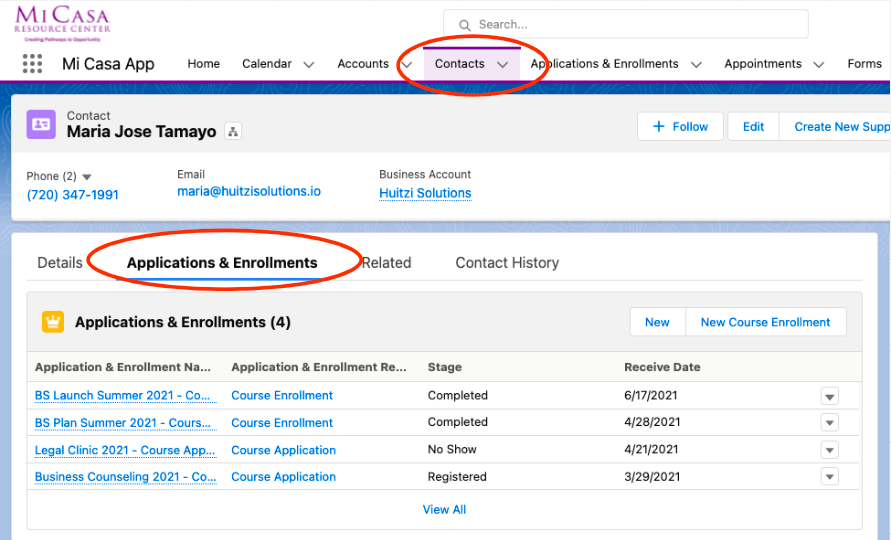 MI CASA
RESOURCE CENTER
Creating Pathways to Opportunity
Search...
Mi Casa App Home Calendar Accounts Contacts Applications & Enrollments Appointments Forms
Contact
Maria Jose Tamayo
+ Follow Edit Create New Supp
Phone (2) Email Business Account
(720) 347-1991 maria@huitzisolutions.io Huitzi Solutions
Details Applications & Enrollments Related Contact History
Applications & Enrollments (4) New New Course Enrollment
Application & Enrollment Na... Application & Enrollment Re... Stage Receive Date
BS Launch Summer 2021 - Co... Course Enrollment Completed 6/17/2021
BS Plan Summer 2021 - Cours... Course Enrollment Completed 4/28/2021
Legal Clinic 2021 - Course App... Course Application No Show 4/21/2021
Business Counseling 2021 - Co... Course Application Registered 3/29/2021
View All